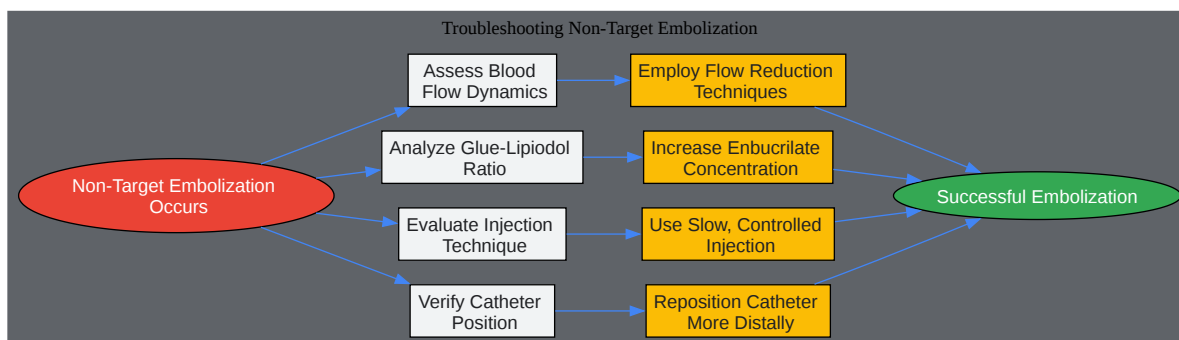 Troubleshooting Non-Target Embolization
Non-Target Embolization
Occurs
Assess Blood
Flow Dynamics
Employ Flow Reduction
Techniques
Analyze Glue-Lipiodol
Ratio
Increase Enbucrilate
Concentration
Evaluate Injection
Technique
Use Slow, Controlled
Injection
Verify Catheter
Position
Reposition Catheter
More Distally
Successful Embolization